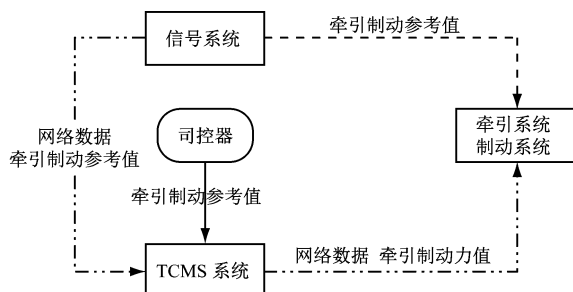 信号系统
牵引制动参考值
网络数据
牵引制动参考值
司控器
牵引系统
制动系统
牵引制动参考值
TCMS 系统
网络数据 牵引制动力值